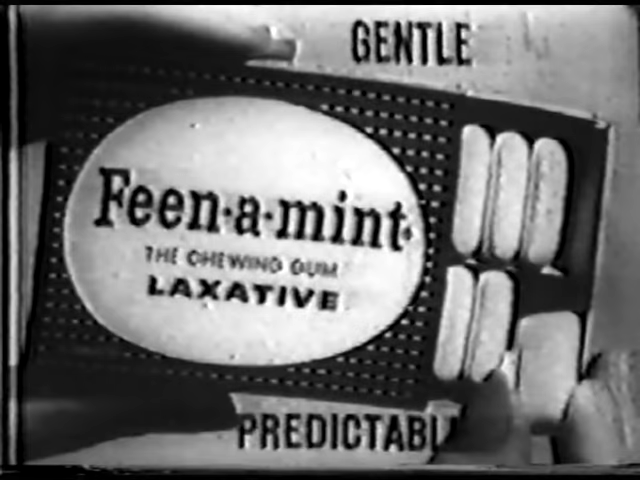 GENTLE
Feen·a·mint·
THE CHEWING GUM
LAXATIVE
PREDICTABL